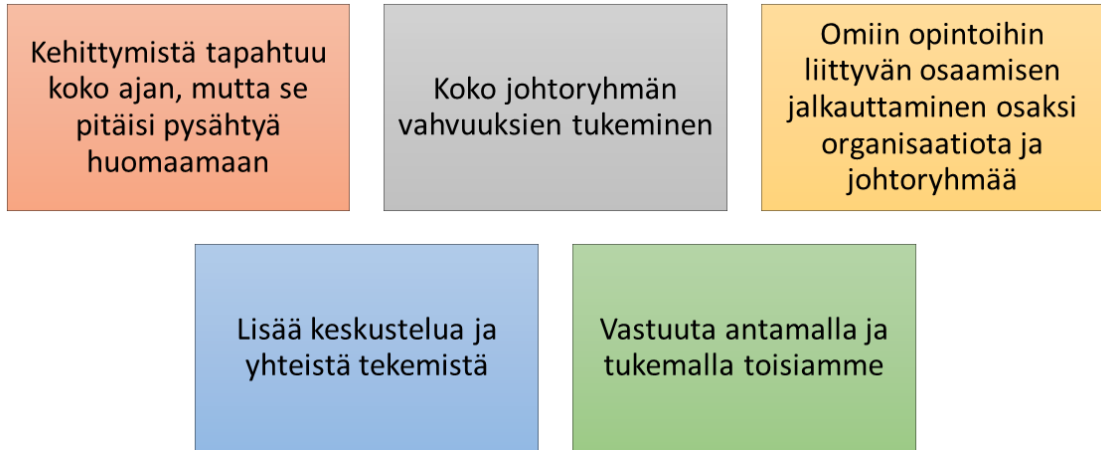 Kehittymistä tapahtuu
koko ajan, mutta se
pitäisi pysähtyä
huomaamaan
Koko johtoryhmän
vahvuuksien tukeminen
Omiin opintoihin
liittyvän osaamisen
jalkauttaminen osaksi
organisaatiota ja
johtoryhmää
Lisää keskustelua ja
yhteistä tekemistä
Vastuuta antamalla ja
tukemalla toisiamme